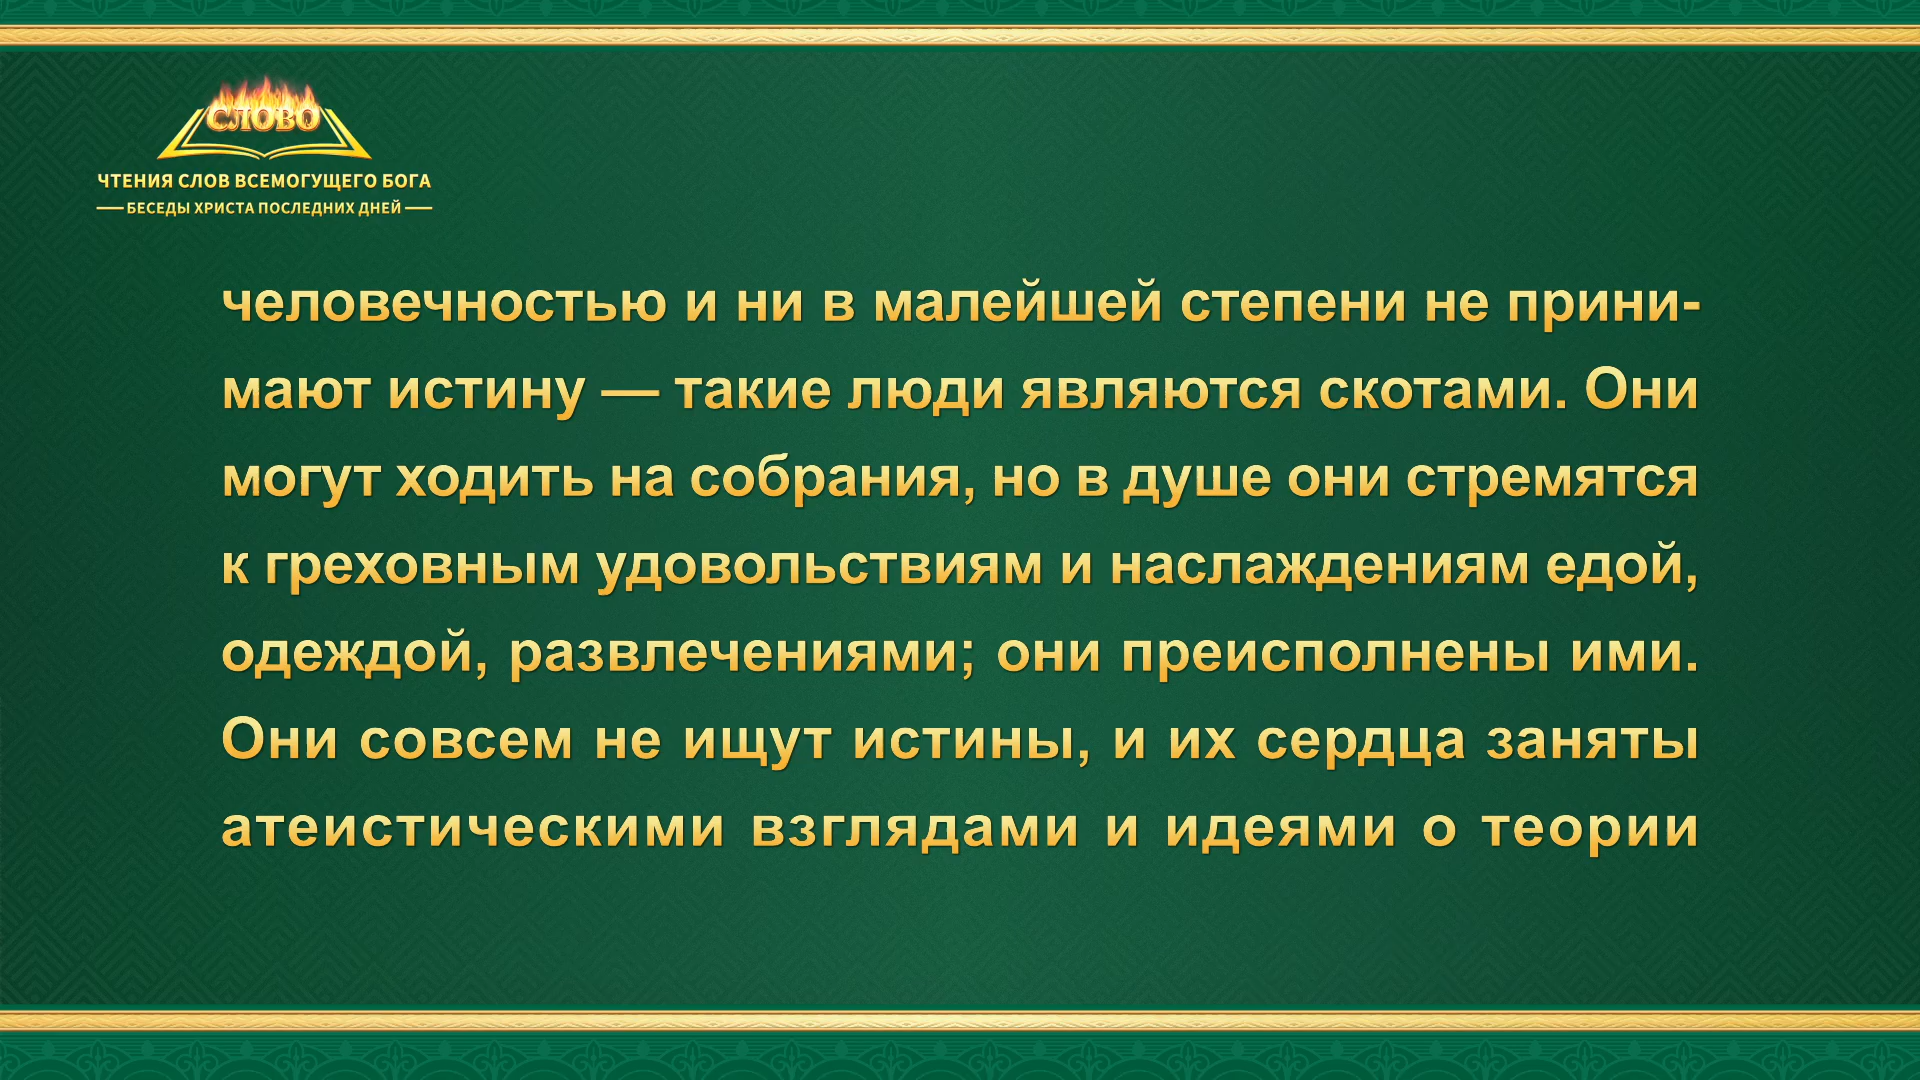 СЛОВО
ЧТЕНИЯ СЛОВ ВСЕМОГУЩЕГО БОГА
БЕСЕДЫ ХРИСТА ПОСЛЕДНИХ ДНЕЙ
человечностью и ни в малейшей степени не прини-
мают истину — такие люди являются скотами. Они
могут ходить на собрания, но в душе они стремятся
к греховным удовольствиям и наслаждениям едой,
одеждой, развлечениями; они преисполнены ими.
Они совсем не ищут истины, и их сердца заняты
атеистическими взглядами и идеями о теории